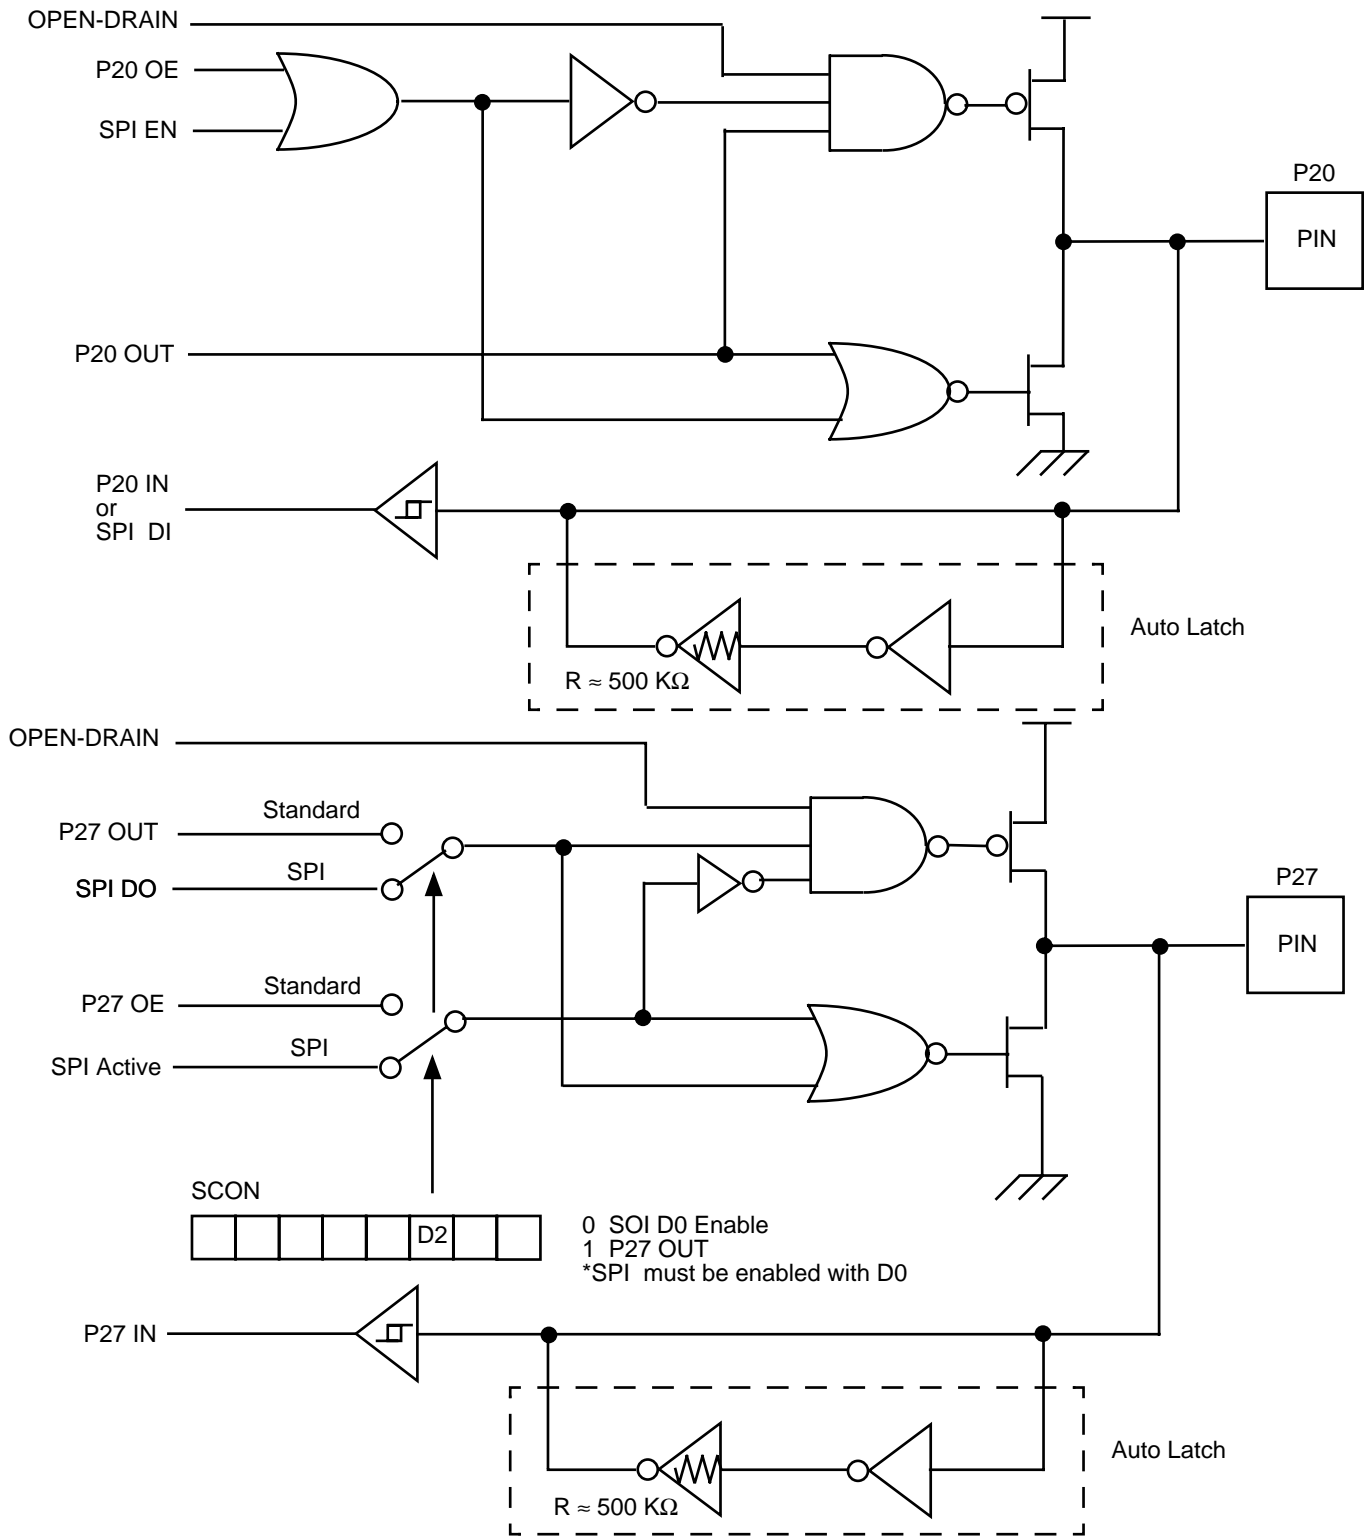 OPEN-DRAIN
P20 OE
SPI EN
P20
PIN
P20 OUT
P20 IN
or
SPI DI
Auto Latch
R ≈ 500 KΩ
OPEN-DRAIN
Standard
P27 OUT
SPI
SPI DO
P27
PIN
Standard
P27 OE
SPI
SPI Active
SCON
D2
0 SOI D0 Enable
1 P27 OUT
*SPI must be enabled with D0
P27 IN
Auto Latch
R ≈ 500 KΩ